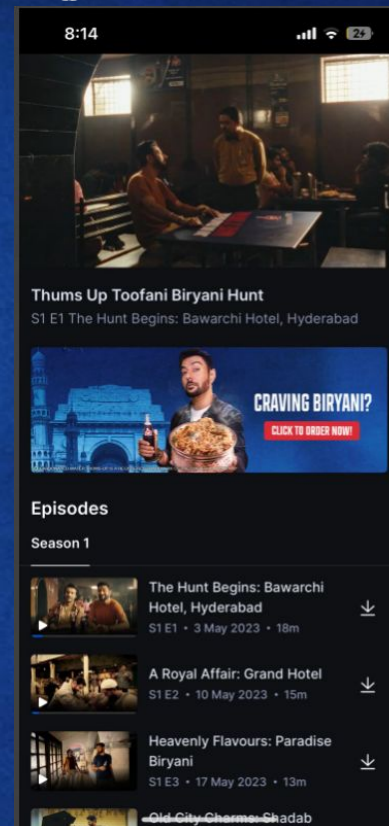 8:14
24
Thums Up Toofani Biryani Hunt
S1 E1 The Hunt Begins: Bawarchi Hotel, Hyderabad
CRAVING BIRYANI?
CLICK TO ORDER NOW!
Episodes
Season 1
The Hunt Begins: Bawarchi
Hotel, Hyderabad
S1 E1 • 3 May 2023 • 18m
A Royal Affair: Grand Hotel
S1 E2 • 10 May 2023 • 15m
Heavenly Flavours: Paradise
Biryani
S1 E3 • 17 May 2023 • 13m
Old City Charms: Shadab